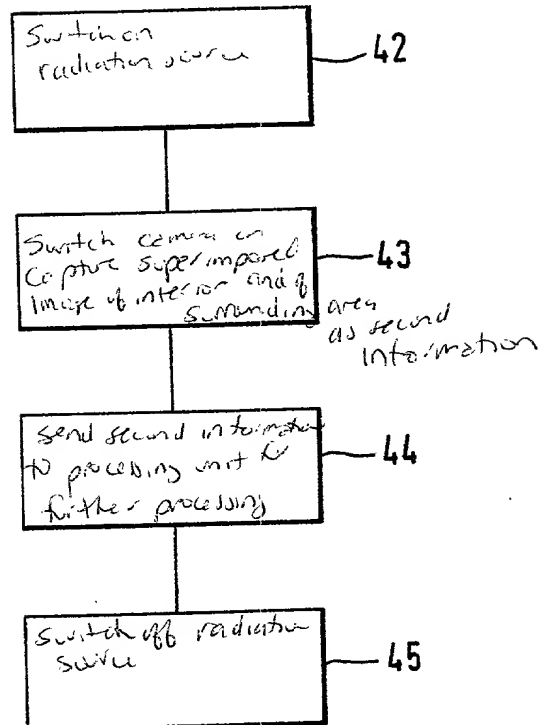 Switch on
radiation source
42
Switch camera on
Capture superimposed
Image of interior and of
surrounding area
as second
Information
43
Send second information
to processing unit for
further processing
44
Switch off radiation
source
45